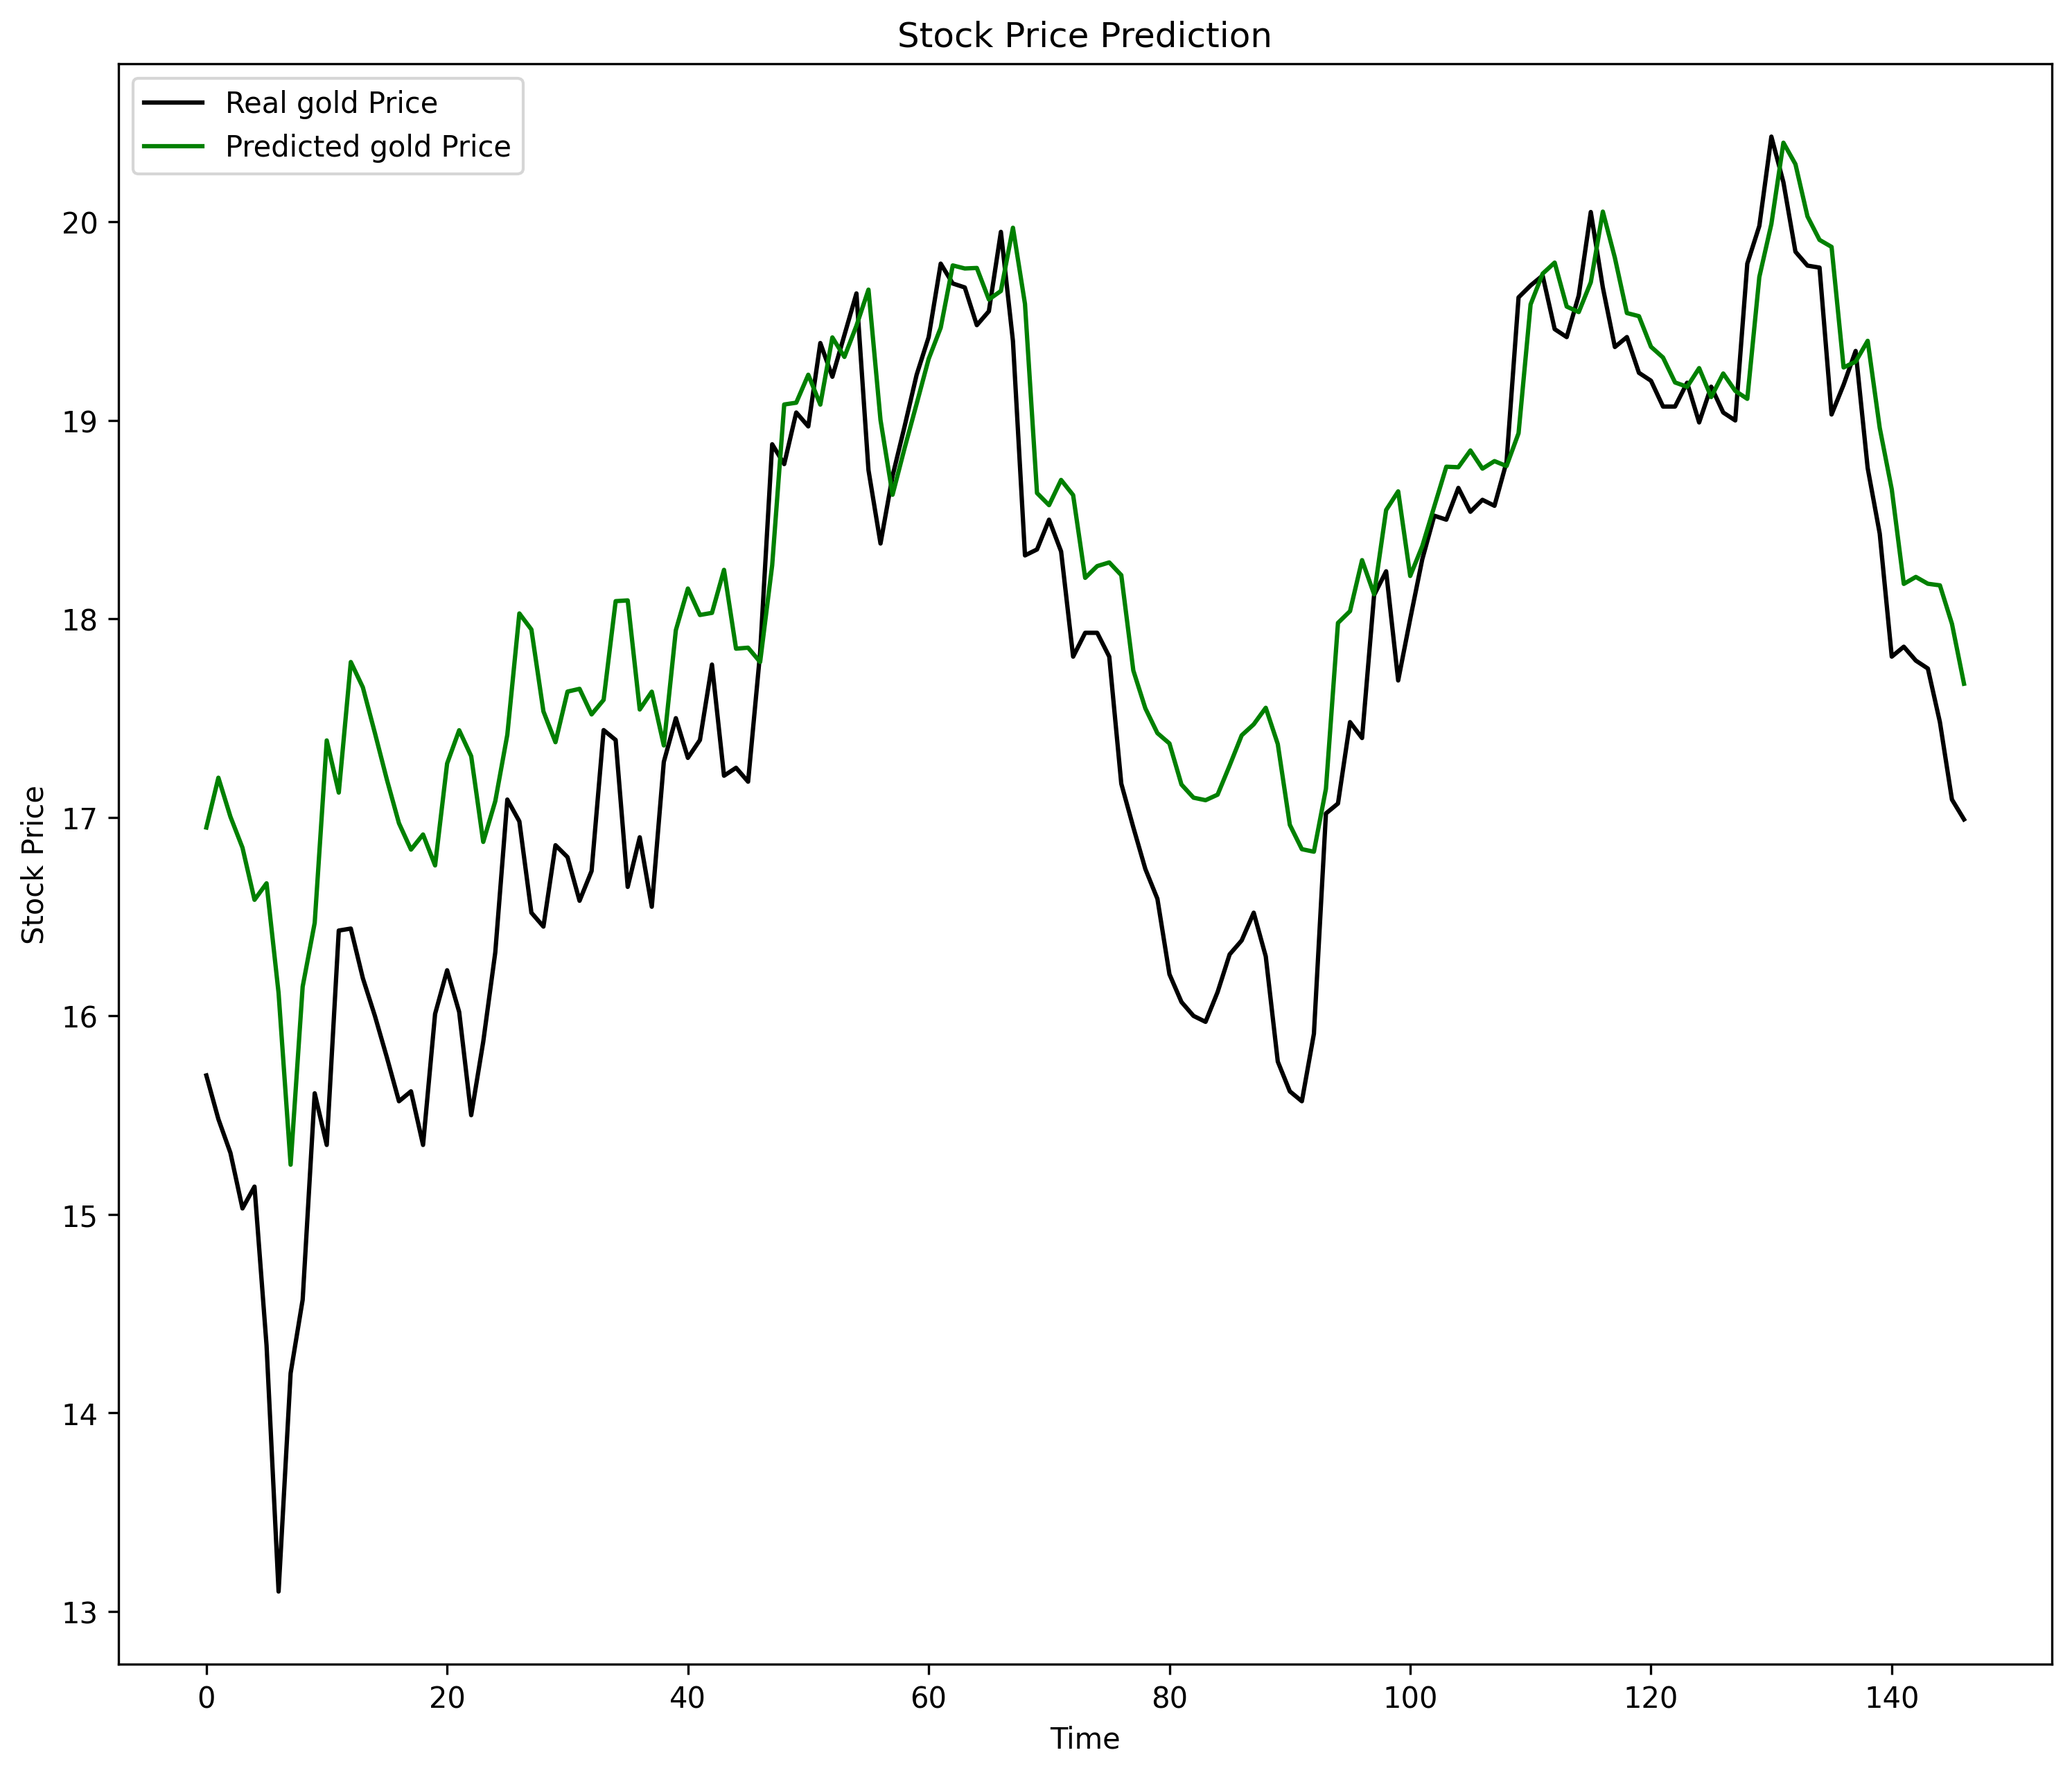 Stock Price Prediction
Real gold Price
Predicted gold Price
Stock Price
20
19
18
17
16
15
14
13
0 20 40 60 80 100 120 140
Time